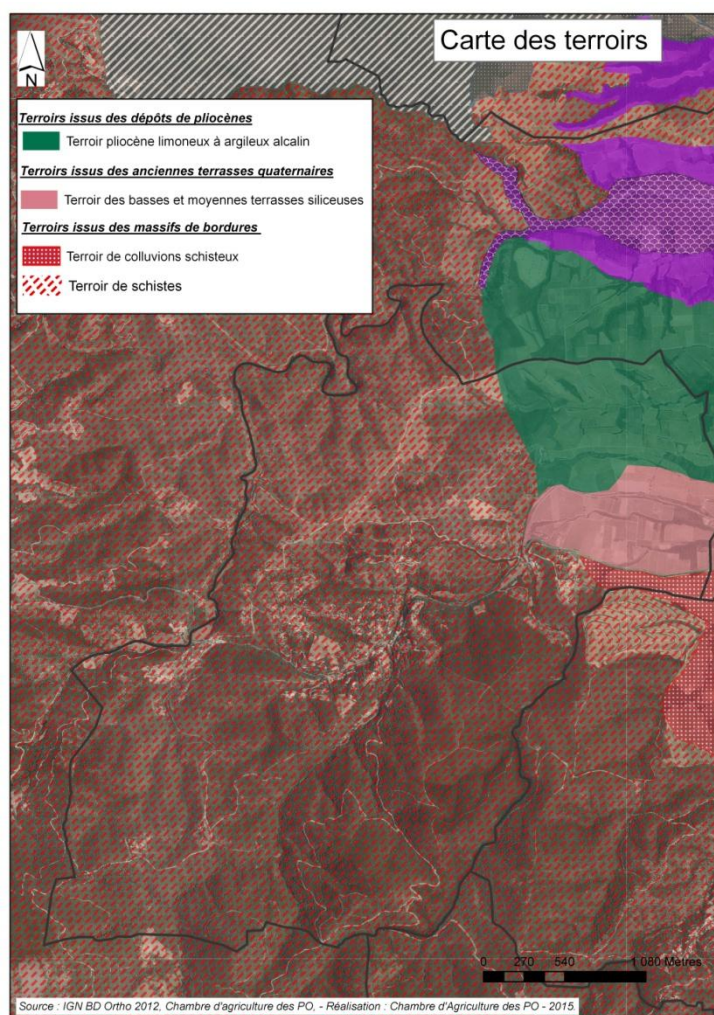 Carte des terroirs
N
Terroirs issus des dépôts de pliocènes
Terroir pliocène limoneux à argileux alcalin
Terroirs issus des anciennes terrasses quaternaires
Terroir des basses et moyennes terrasses siliceuses
Terroirs issus des massifs de bordures
Terroir de colluvions schisteux
Terroir de schistes
0 270 540 1 080 Mètres
Source : IGN BD Ortho 2012, Chambre d'agriculture des PO, - Réalisation : Chambre d'Agriculture des PO - 2015.